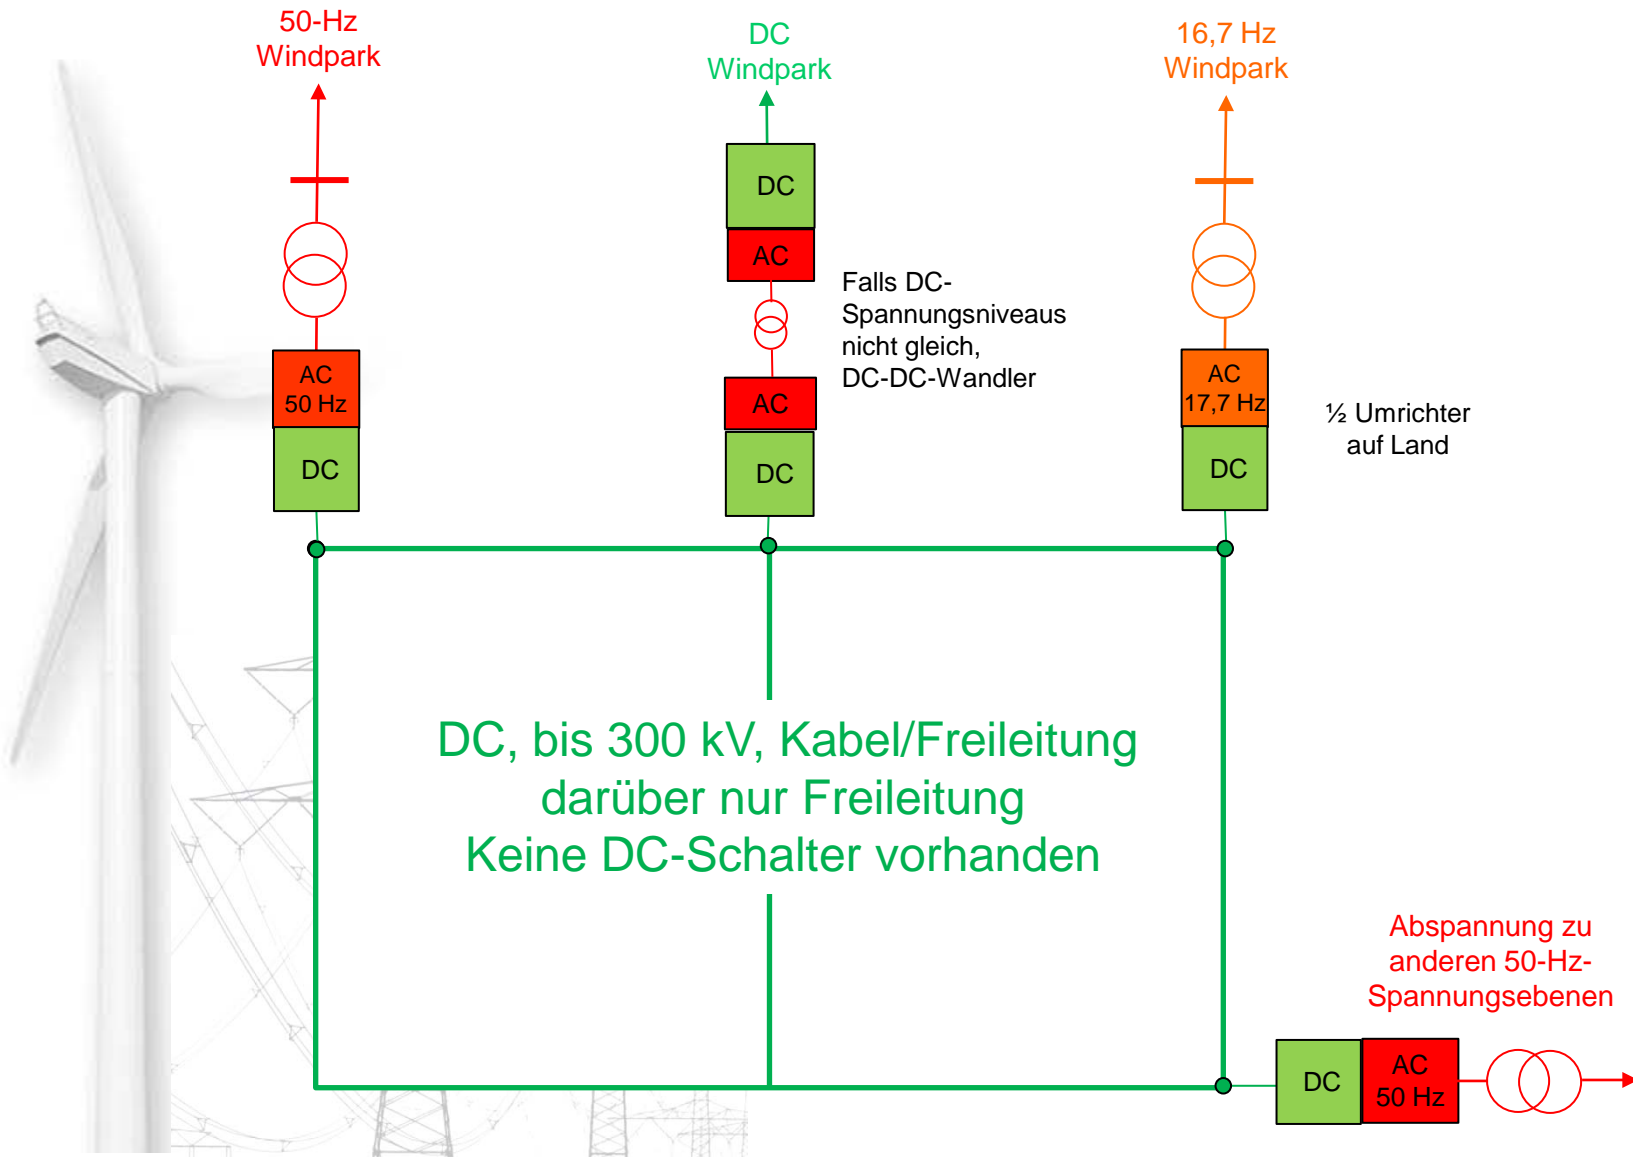 50-Hz
Windpark
DC
Windpark
16,7 Hz
Windpark
DC
AC
Falls DC-
Spannungsniveaus
nicht gleich,
DC-DC-Wandler
AC
50 Hz
DC
AC
DC
AC
17,7 Hz
DC
½ Umrichter
auf Land
DC, bis 300 kV, Kabel/Freileitung
darüber nur Freileitung
Keine DC-Schalter vorhanden
Abspannung zu
anderen 50-Hz-
Spannungsebenen
DC
AC
50 Hz